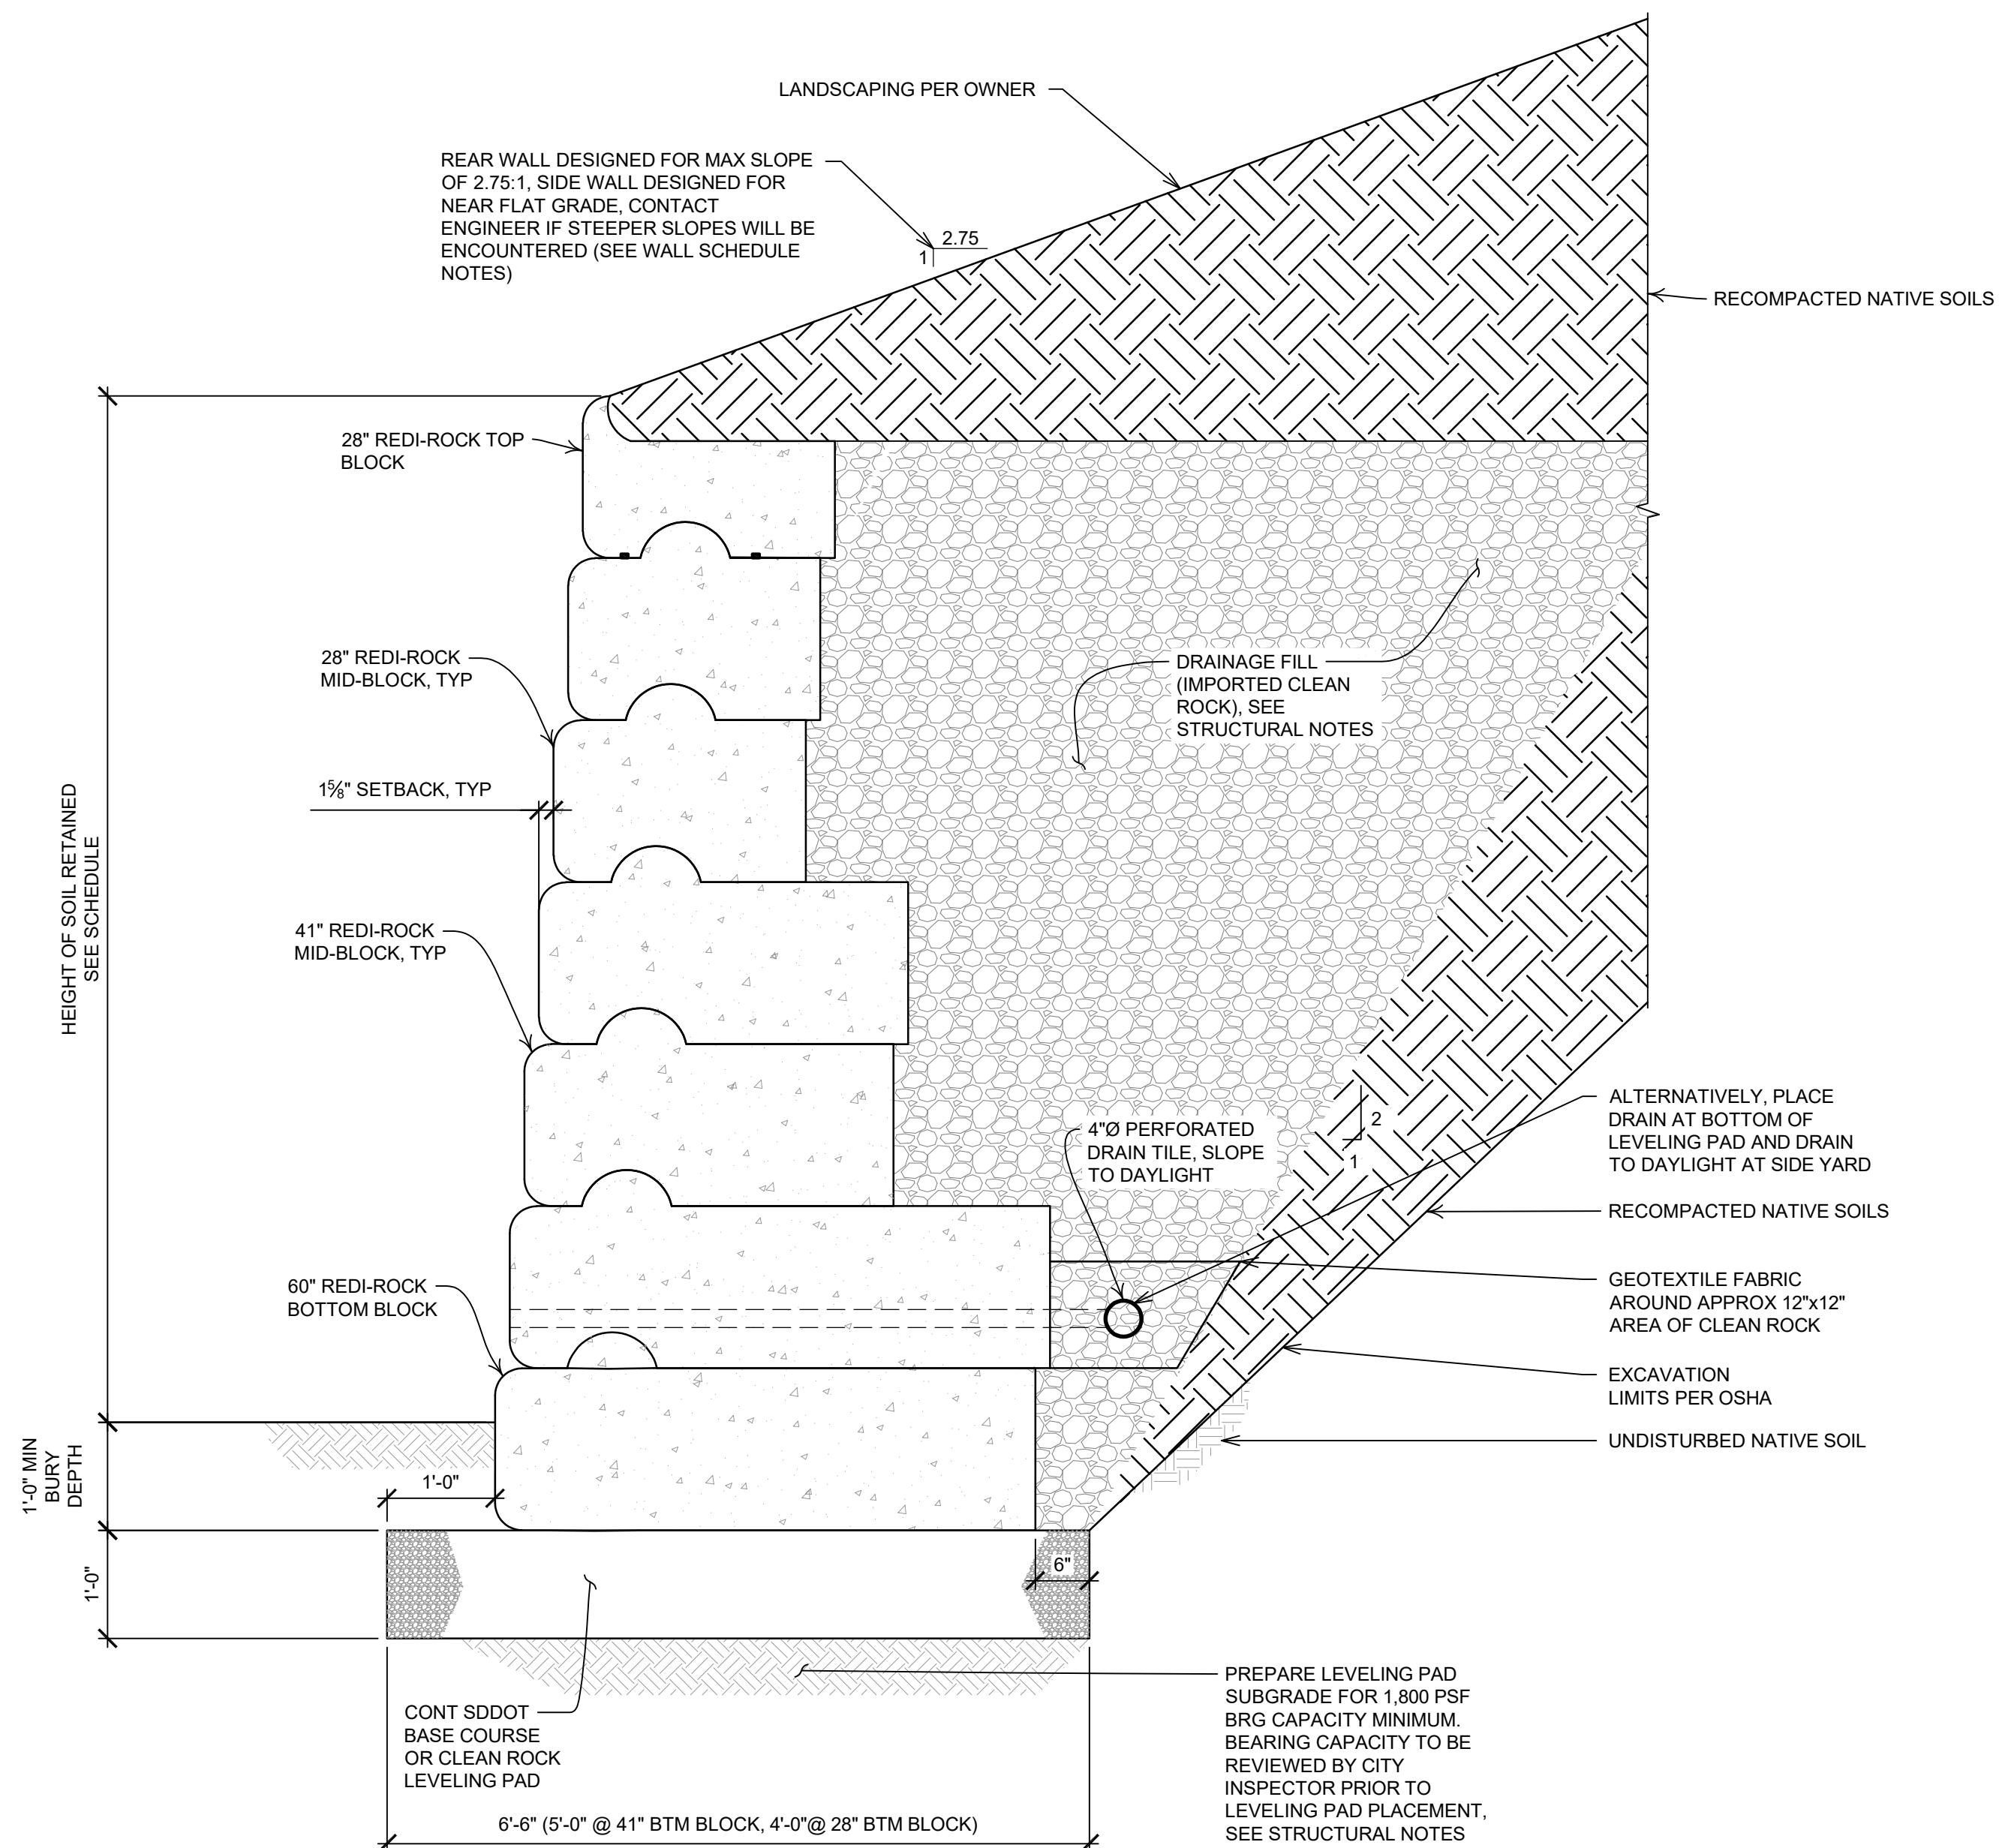 LANDSCAPING PER OWNER
REAR WALL DESIGNED FOR MAX SLOPE
OF 2.75:1, SIDE WALL DESIGNED FOR
NEAR FLAT GRADE, CONTACT
ENGINEER IF STEEPER SLOPES WILL BE
ENCOUNTERED (SEE WALL SCHEDULE
NOTES)
2.75
1
RECOMPACTED NATIVE SOILS
28" REDI-ROCK TOP
BLOCK
28" REDI-ROCK
MID-BLOCK, TYP
DRAINAGE FILL
(IMPORTED CLEAN
ROCK), SEE
STRUCTURAL NOTES
1⅝" SETBACK, TYP
HEIGHT OF SOIL RETAINED
SEE SCHEDULE
41" REDI-ROCK
MID-BLOCK, TYP
4"Ø PERFORATED
DRAIN TILE, SLOPE
TO DAYLIGHT
2
1
ALTERNATIVELY, PLACE
DRAIN AT BOTTOM OF
LEVELING PAD AND DRAIN
TO DAYLIGHT AT SIDE YARD
RECOMPACTED NATIVE SOILS
60" REDI-ROCK
BOTTOM BLOCK
GEOTEXTILE FABRIC
AROUND APPROX 12"x12"
AREA OF CLEAN ROCK
EXCAVATION
LIMITS PER OSHA
UNDISTURBED NATIVE SOIL
1'-0" MIN
BURY
DEPTH
1'-0"
1'-0"
6"
CONT SDDOT
BASE COURSE
OR CLEAN ROCK
LEVELING PAD
PREPARE LEVELING PAD
SUBGRADE FOR 1,800 PSF
BRG CAPACITY MINIMUM.
BEARING CAPACITY TO BE
REVIEWED BY CITY
INSPECTOR PRIOR TO
LEVELING PAD PLACEMENT,
SEE STRUCTURAL NOTES
6'-6" (5'-0" @ 41" BTM BLOCK, 4'-0"@ 28" BTM BLOCK)